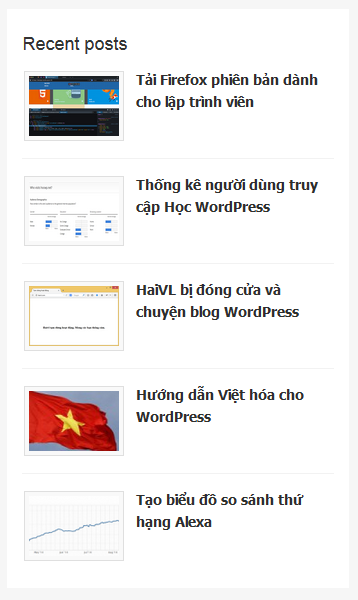 Recent posts
Tải Firefox phiên bản dành
cho lập trình viên
Thống kê người dùng truy
cập Học WordPress
HaiVL bị đóng cửa và
chuyện blog WordPress
Hướng dẫn Việt hóa cho
WordPress
Tạo biểu đồ so sánh thứ
hạng Alexa